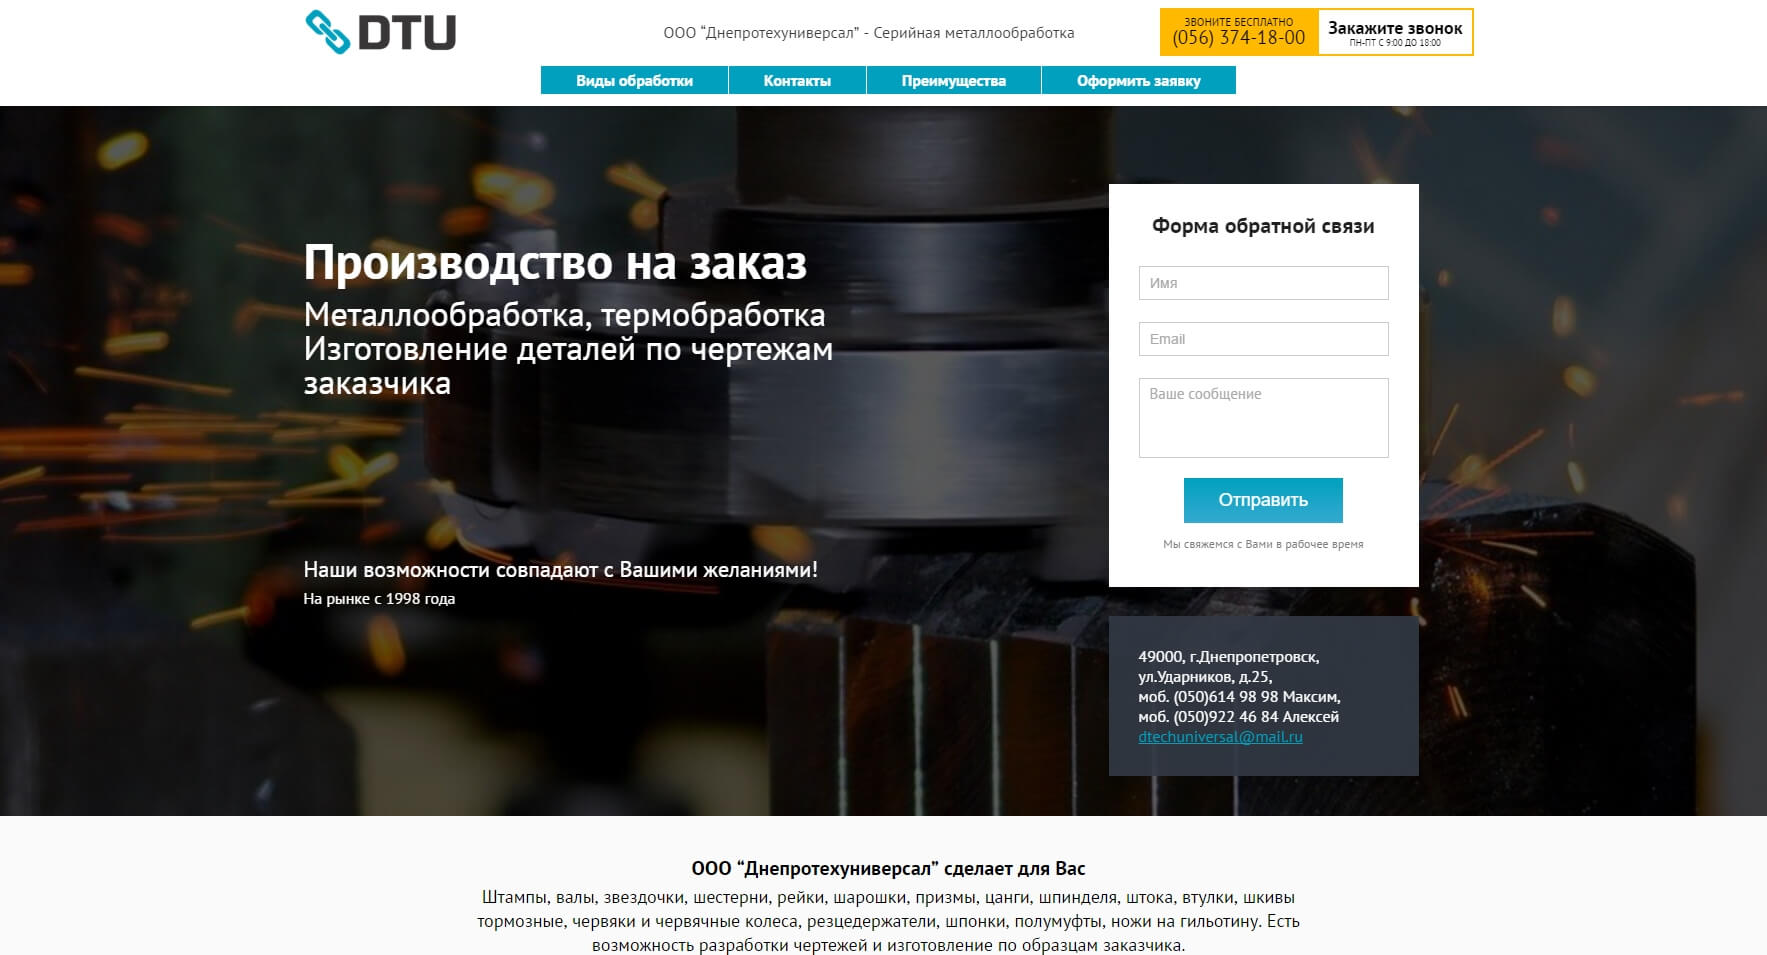 DTU
ООО “Днепротехуниверсал” - Серийная металлообработка
ЗВОНИТЕ БЕСПЛАТНО
(056) 374-18-00
Закажите звонок
ПН-ПТ С 9:00 ДО 18:00
Виды обработки
Контакты
Преимущества
Оформить заявку
Производство на заказ
Металлообработка, термобработка
Изготовление деталей по чертежам
заказчика
Наши возможности совпадают с Вашими желаниями!
На рынке с 1998 года
Форма обратной связи
Имя
Email
Ваше сообщение
Отправить
Мы свяжемся с Вами в рабочее время
49000, г.Днепропетровск,
ул.Ударников, д.25,
моб. (050)614 98 98 Максим,
моб. (050)922 46 84 Алексей
dtechuniversal@mail.ru
ООО “Днепротехуниверсал” сделает для Вас
Штампы, валы, звездочки, шестерни, рейки, шарошки, призмы, цанги, шпинделя, штока, втулки, шкивы
тормозные, червяки и червячные колеса, резцедержатели, шпонки, полумуфты, ножи на гильотину. Есть
возможность разработки чертежей и изготовление по образцам заказчика.